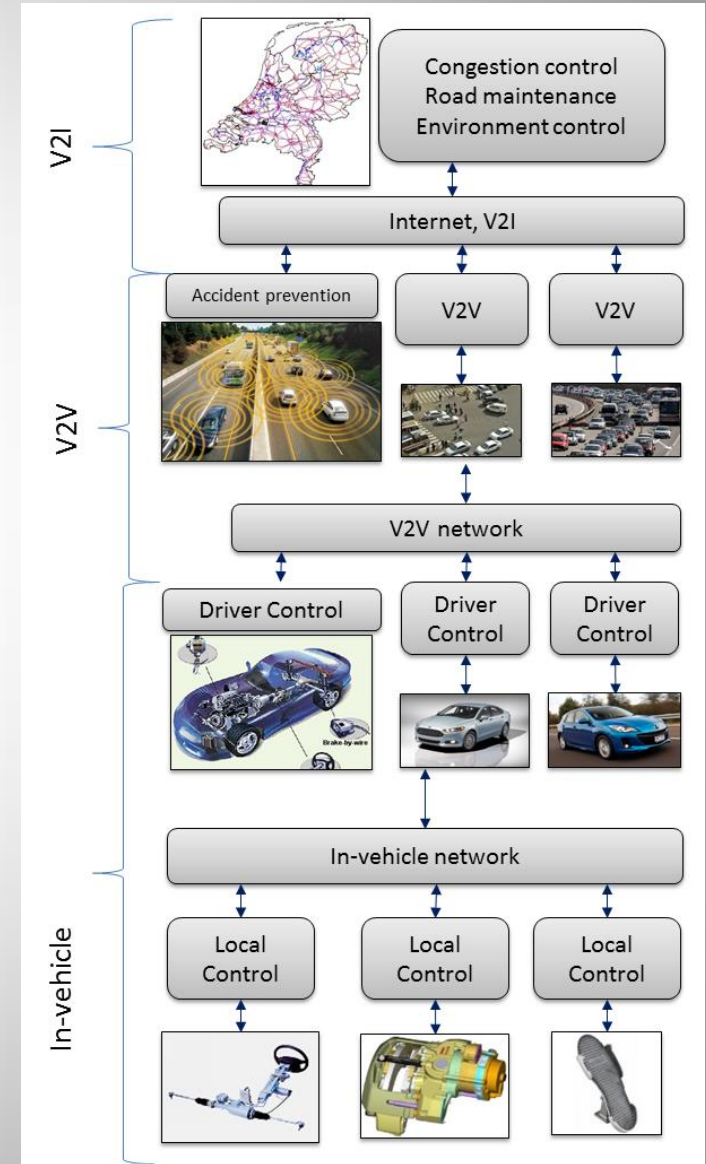 V2I
Congestion control
Road maintenance
Environment control
Internet, V2I
V2V
Accident prevention
V2V
V2V
V2V network
In-vehicle
Driver Control
Driver
Control
Driver
Control
Brake-by-wire
In-vehicle network
Local
Control
Local
Control
Local
Control